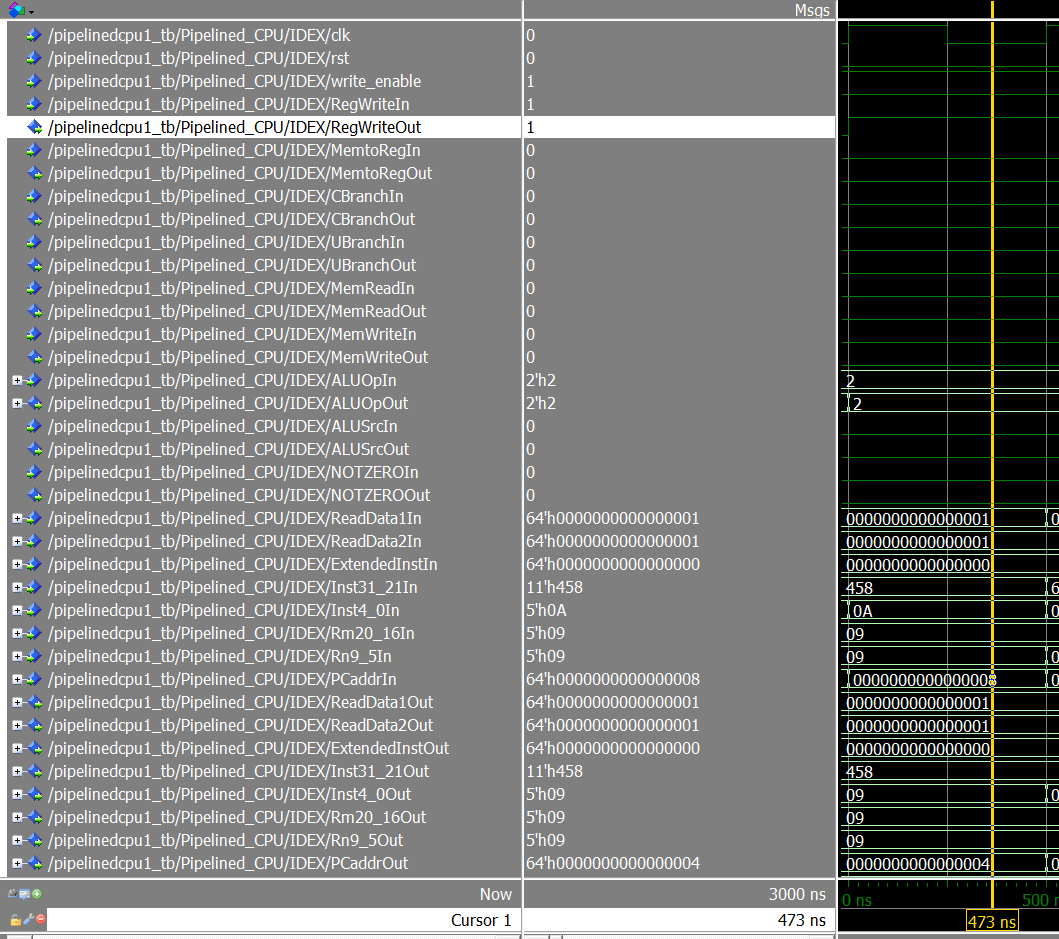 Msgs
/pipelinedcpu1_tb/Pipelined_CPU/IDEX/clk 0
/pipelinedcpu1_tb/Pipelined_CPU/IDEX/rst 0
/pipelinedcpu1_tb/Pipelined_CPU/IDEX/write_enable 1
/pipelinedcpu1_tb/Pipelined_CPU/IDEX/RegWriteIn 1
/pipelinedcpu1_tb/Pipelined_CPU/IDEX/RegWriteOut 1
/pipelinedcpu1_tb/Pipelined_CPU/IDEX/MemtoRegIn 0
/pipelinedcpu1_tb/Pipelined_CPU/IDEX/MemtoRegOut 0
/pipelinedcpu1_tb/Pipelined_CPU/IDEX/CBranchIn 0
/pipelinedcpu1_tb/Pipelined_CPU/IDEX/CBranchOut 0
/pipelinedcpu1_tb/Pipelined_CPU/IDEX/UBranchIn 0
/pipelinedcpu1_tb/Pipelined_CPU/IDEX/UBranchOut 0
/pipelinedcpu1_tb/Pipelined_CPU/IDEX/MemReadIn 0
/pipelinedcpu1_tb/Pipelined_CPU/IDEX/MemReadOut 0
/pipelinedcpu1_tb/Pipelined_CPU/IDEX/MemWriteIn 0
/pipelinedcpu1_tb/Pipelined_CPU/IDEX/MemWriteOut 0
/pipelinedcpu1_tb/Pipelined_CPU/IDEX/ALUOpIn 2'h2 2
/pipelinedcpu1_tb/Pipelined_CPU/IDEX/ALUOpOut 2'h2 2
/pipelinedcpu1_tb/Pipelined_CPU/IDEX/ALUSrcIn 0
/pipelinedcpu1_tb/Pipelined_CPU/IDEX/ALUSrcOut 0
/pipelinedcpu1_tb/Pipelined_CPU/IDEX/NOTZEROIn 0
/pipelinedcpu1_tb/Pipelined_CPU/IDEX/NOTZEROOut 0
/pipelinedcpu1_tb/Pipelined_CPU/IDEX/ReadData1In 64'h0000000000000001 0000000000000001 0
/pipelinedcpu1_tb/Pipelined_CPU/IDEX/ReadData2In 64'h0000000000000001 0000000000000001
/pipelinedcpu1_tb/Pipelined_CPU/IDEX/ExtendedInstIn 64'h0000000000000000 0000000000000000
/pipelinedcpu1_tb/Pipelined_CPU/IDEX/Inst31_21In 11'h458 458 6
/pipelinedcpu1_tb/Pipelined_CPU/IDEX/Inst4_0In 5'h0A 0A 0
/pipelinedcpu1_tb/Pipelined_CPU/IDEX/Rm20_16In 5'h09 09
/pipelinedcpu1_tb/Pipelined_CPU/IDEX/Rn9_5In 5'h09 09 0
/pipelinedcpu1_tb/Pipelined_CPU/IDEX/PCaddrIn 64'h0000000000000008 0000000000000008 0
/pipelinedcpu1_tb/Pipelined_CPU/IDEX/ReadData1Out 64'h0000000000000001 0000000000000001
/pipelinedcpu1_tb/Pipelined_CPU/IDEX/ReadData2Out 64'h0000000000000001 0000000000000001
/pipelinedcpu1_tb/Pipelined_CPU/IDEX/ExtendedInstOut 64'h0000000000000000 0000000000000000
/pipelinedcpu1_tb/Pipelined_CPU/IDEX/Inst31_21Out 11'h458 458
/pipelinedcpu1_tb/Pipelined_CPU/IDEX/Inst4_0Out 5'h09 09 0
/pipelinedcpu1_tb/Pipelined_CPU/IDEX/Rm20_16Out 5'h09 09
/pipelinedcpu1_tb/Pipelined_CPU/IDEX/Rn9_5Out 5'h09 09
/pipelinedcpu1_tb/Pipelined_CPU/IDEX/PCaddrOut 64'h0000000000000004 0000000000000004 0
Now 3000 ns 0 ns 500 n
Cursor 1 473 ns 473 ns